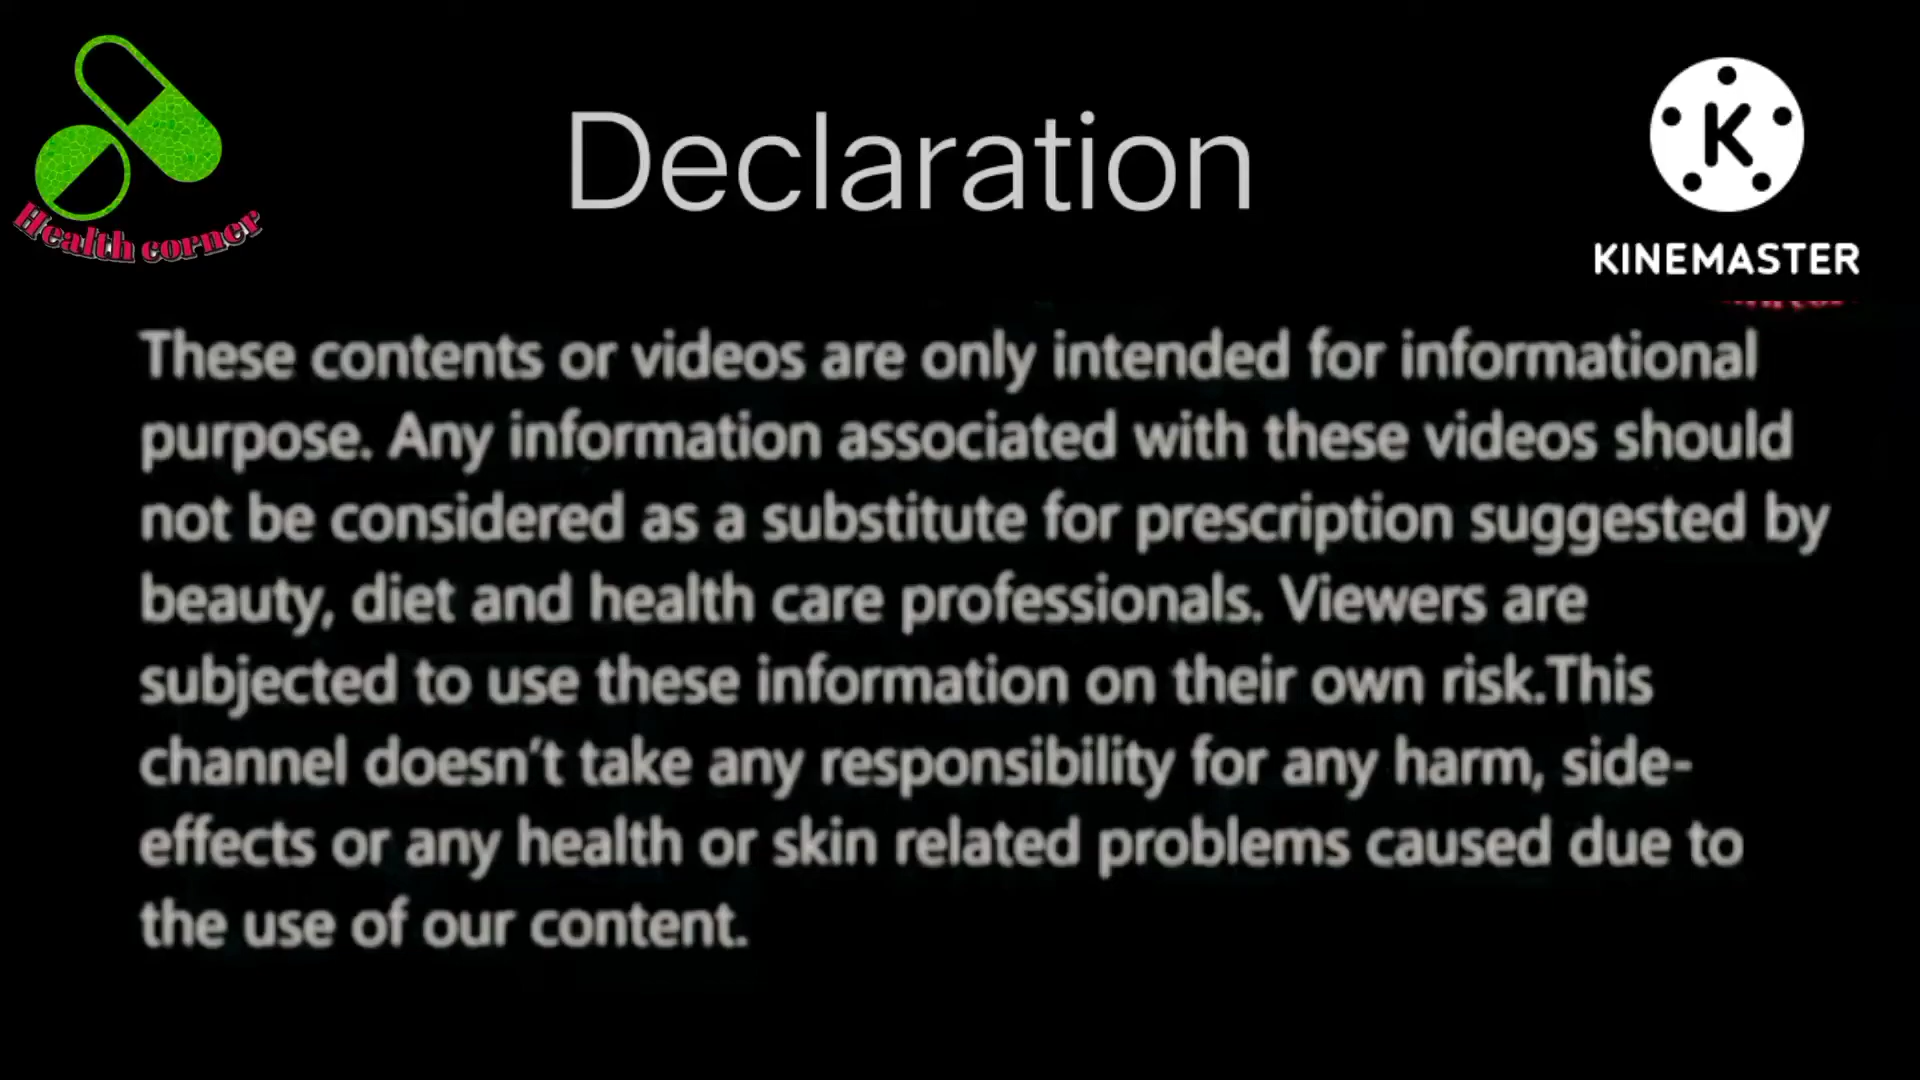 Declaration
Health corner
KINEMASTER
These contents or videos are only intended for informational
purpose. Any information associated with these videos should
not be considered as a substitute for prescription suggested by
beauty, diet and health care professionals. Viewers are
subjected to use these information on their own risk.This
channel doesn't take any responsibility for any harm, side-
effects or any health or skin related problems caused due to
the use of our content.